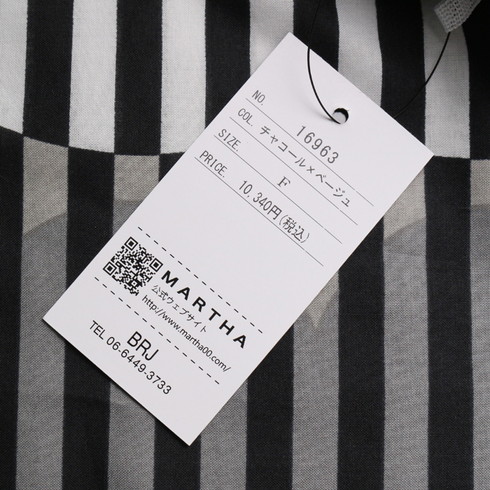 NO. 16963
COL. チャコール×ベージュ
SIZE F
PRICE 10,340円(税込)
MARTHA
公式ウェブサイト
http://www.martha00.com/
BRJ
TEL 06-6449-3733